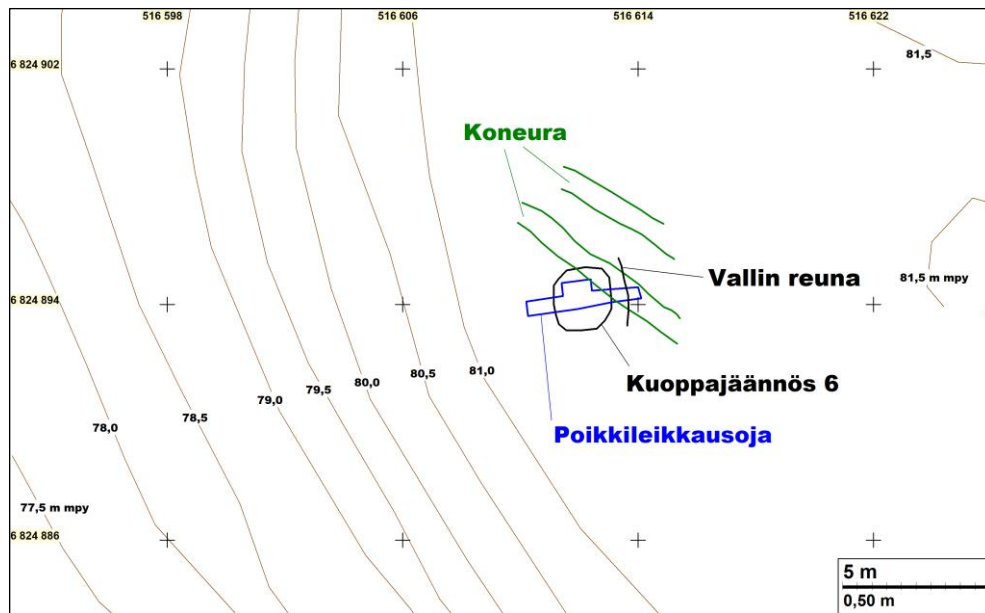 516 598
516 606
516 614
516 622
81,5
6 824 902
Koneura
Vallin reuna
81,5 m mpy
6 824 894
81,0
80,5
80,0
79,5
79,0
78,5
78,0
Kuoppajäännös 6
Poikkileikkausoja
77,5 m mpy
6 824 886
5 m
0,50 m